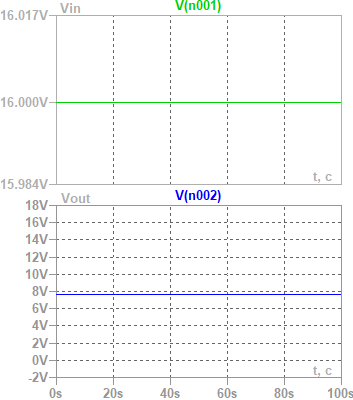 Vin V(n001)
16.017V
16.000V
15.984V
t, c
Vout V(n002)
18V
16V
14V
12V
10V
8V
6V
4V
2V
0V
-2V
t, c
0s 20s 40s 60s 80s 100s